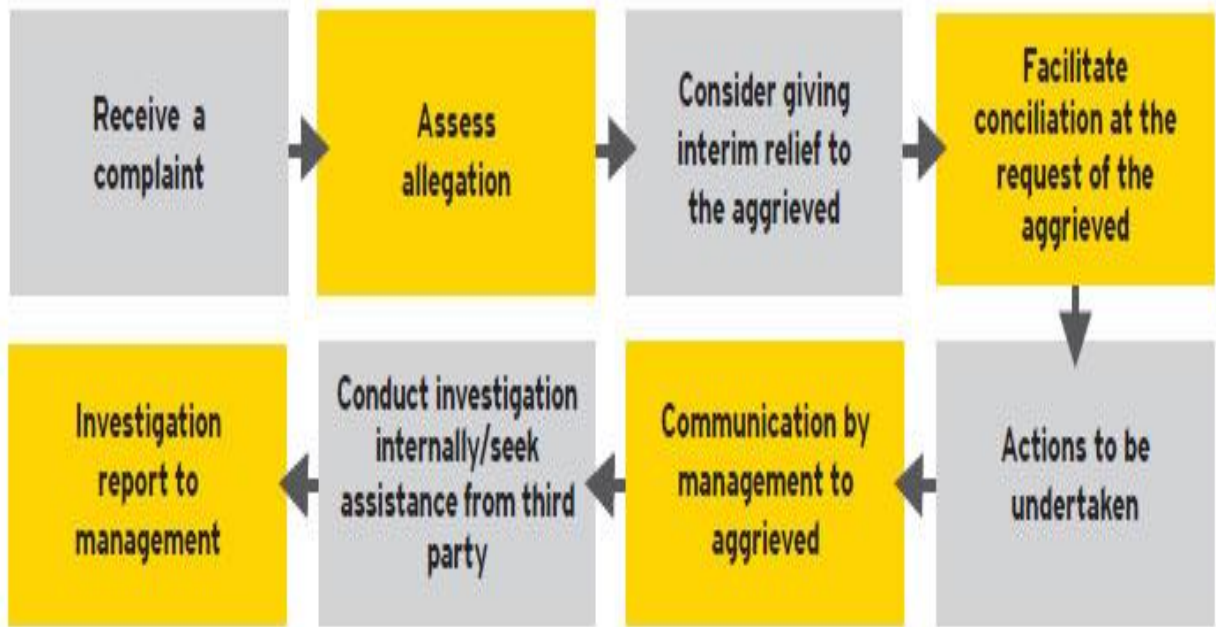 Receive a
complaint
Assess
allegation
Consider giving
interim relief to
the aggrieved
Facilitate
conciliation at the
request of the
aggrieved
Actions to be
undertaken
Communication by
management to
aggrieved
Conduct investigation
internally/seek
assistance from third
party
Investigation
report to
management